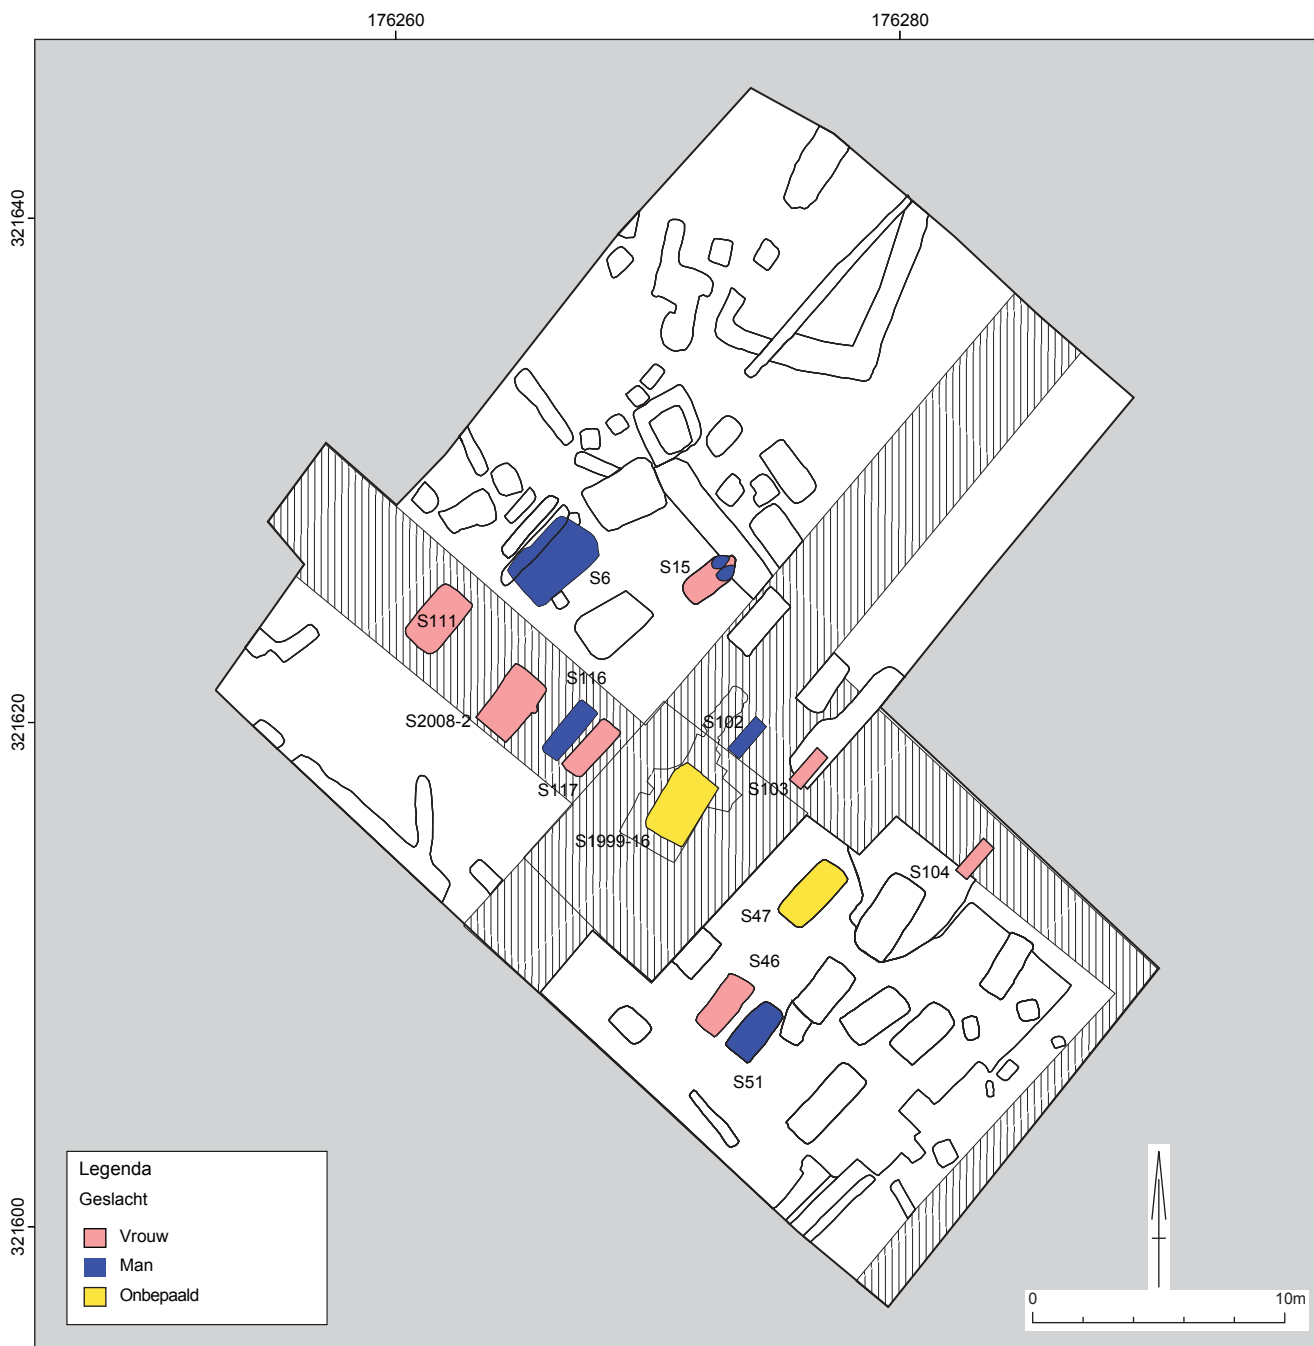 176260
176280
321640
S15
S6
S111
S116
S2008-2
S102
321620
S117
S103
S1999-16
S104
S47
S46
S51
Legenda
Geslacht
321600
Vrouw
Man
Onbepaald
0
10m